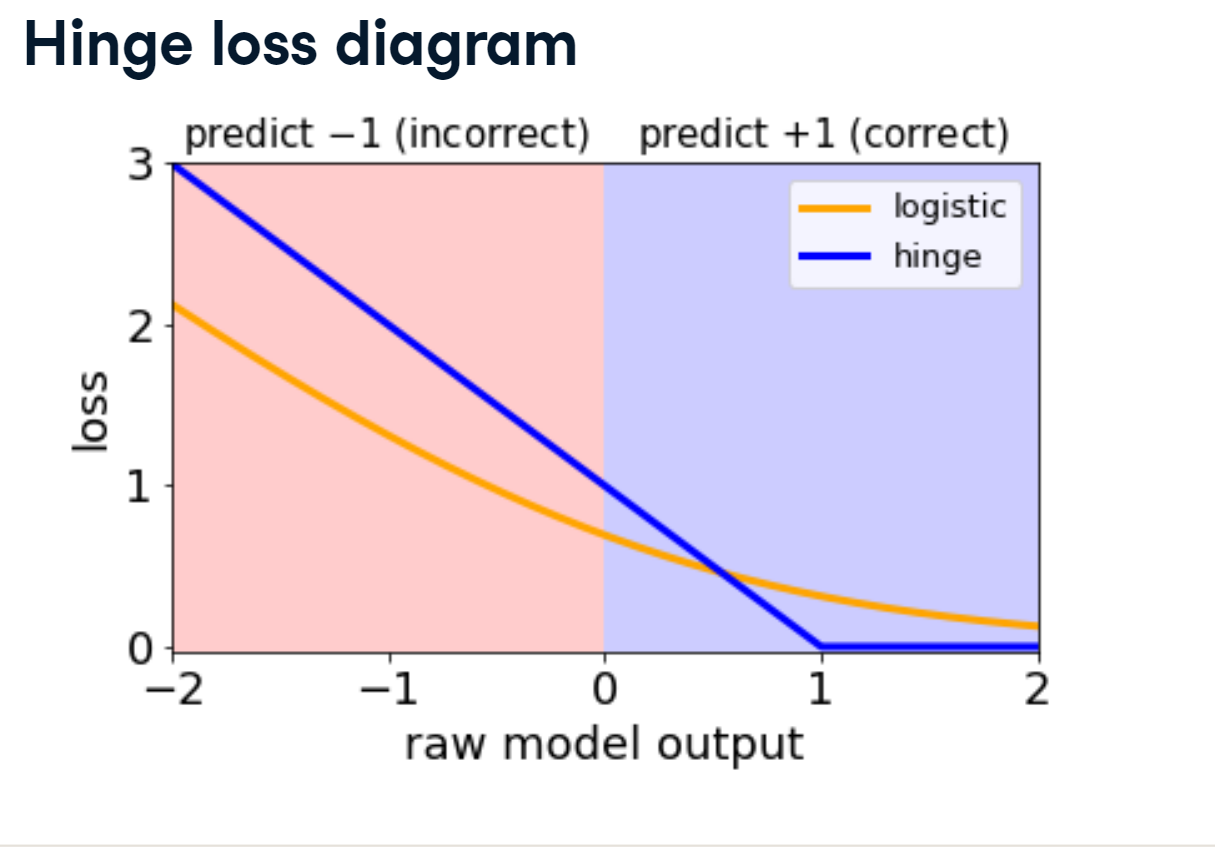 Hinge loss diagram
predict −1 (incorrect) predict +1 (correct)
3
logistic
hinge
2
loss
1
0
−2 −1 0 1 2
raw model output